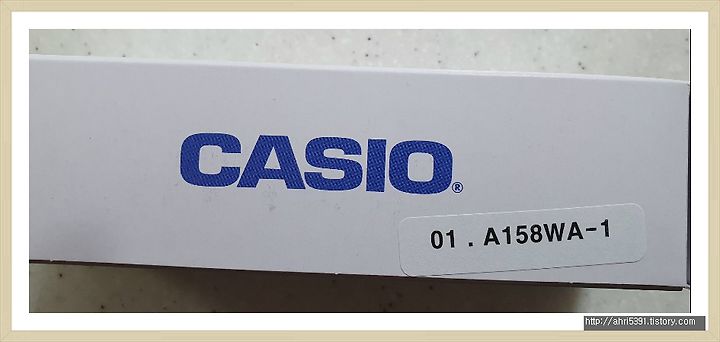 CASIO®
01 . A158WA-1
http://ahri5391.tistory.com